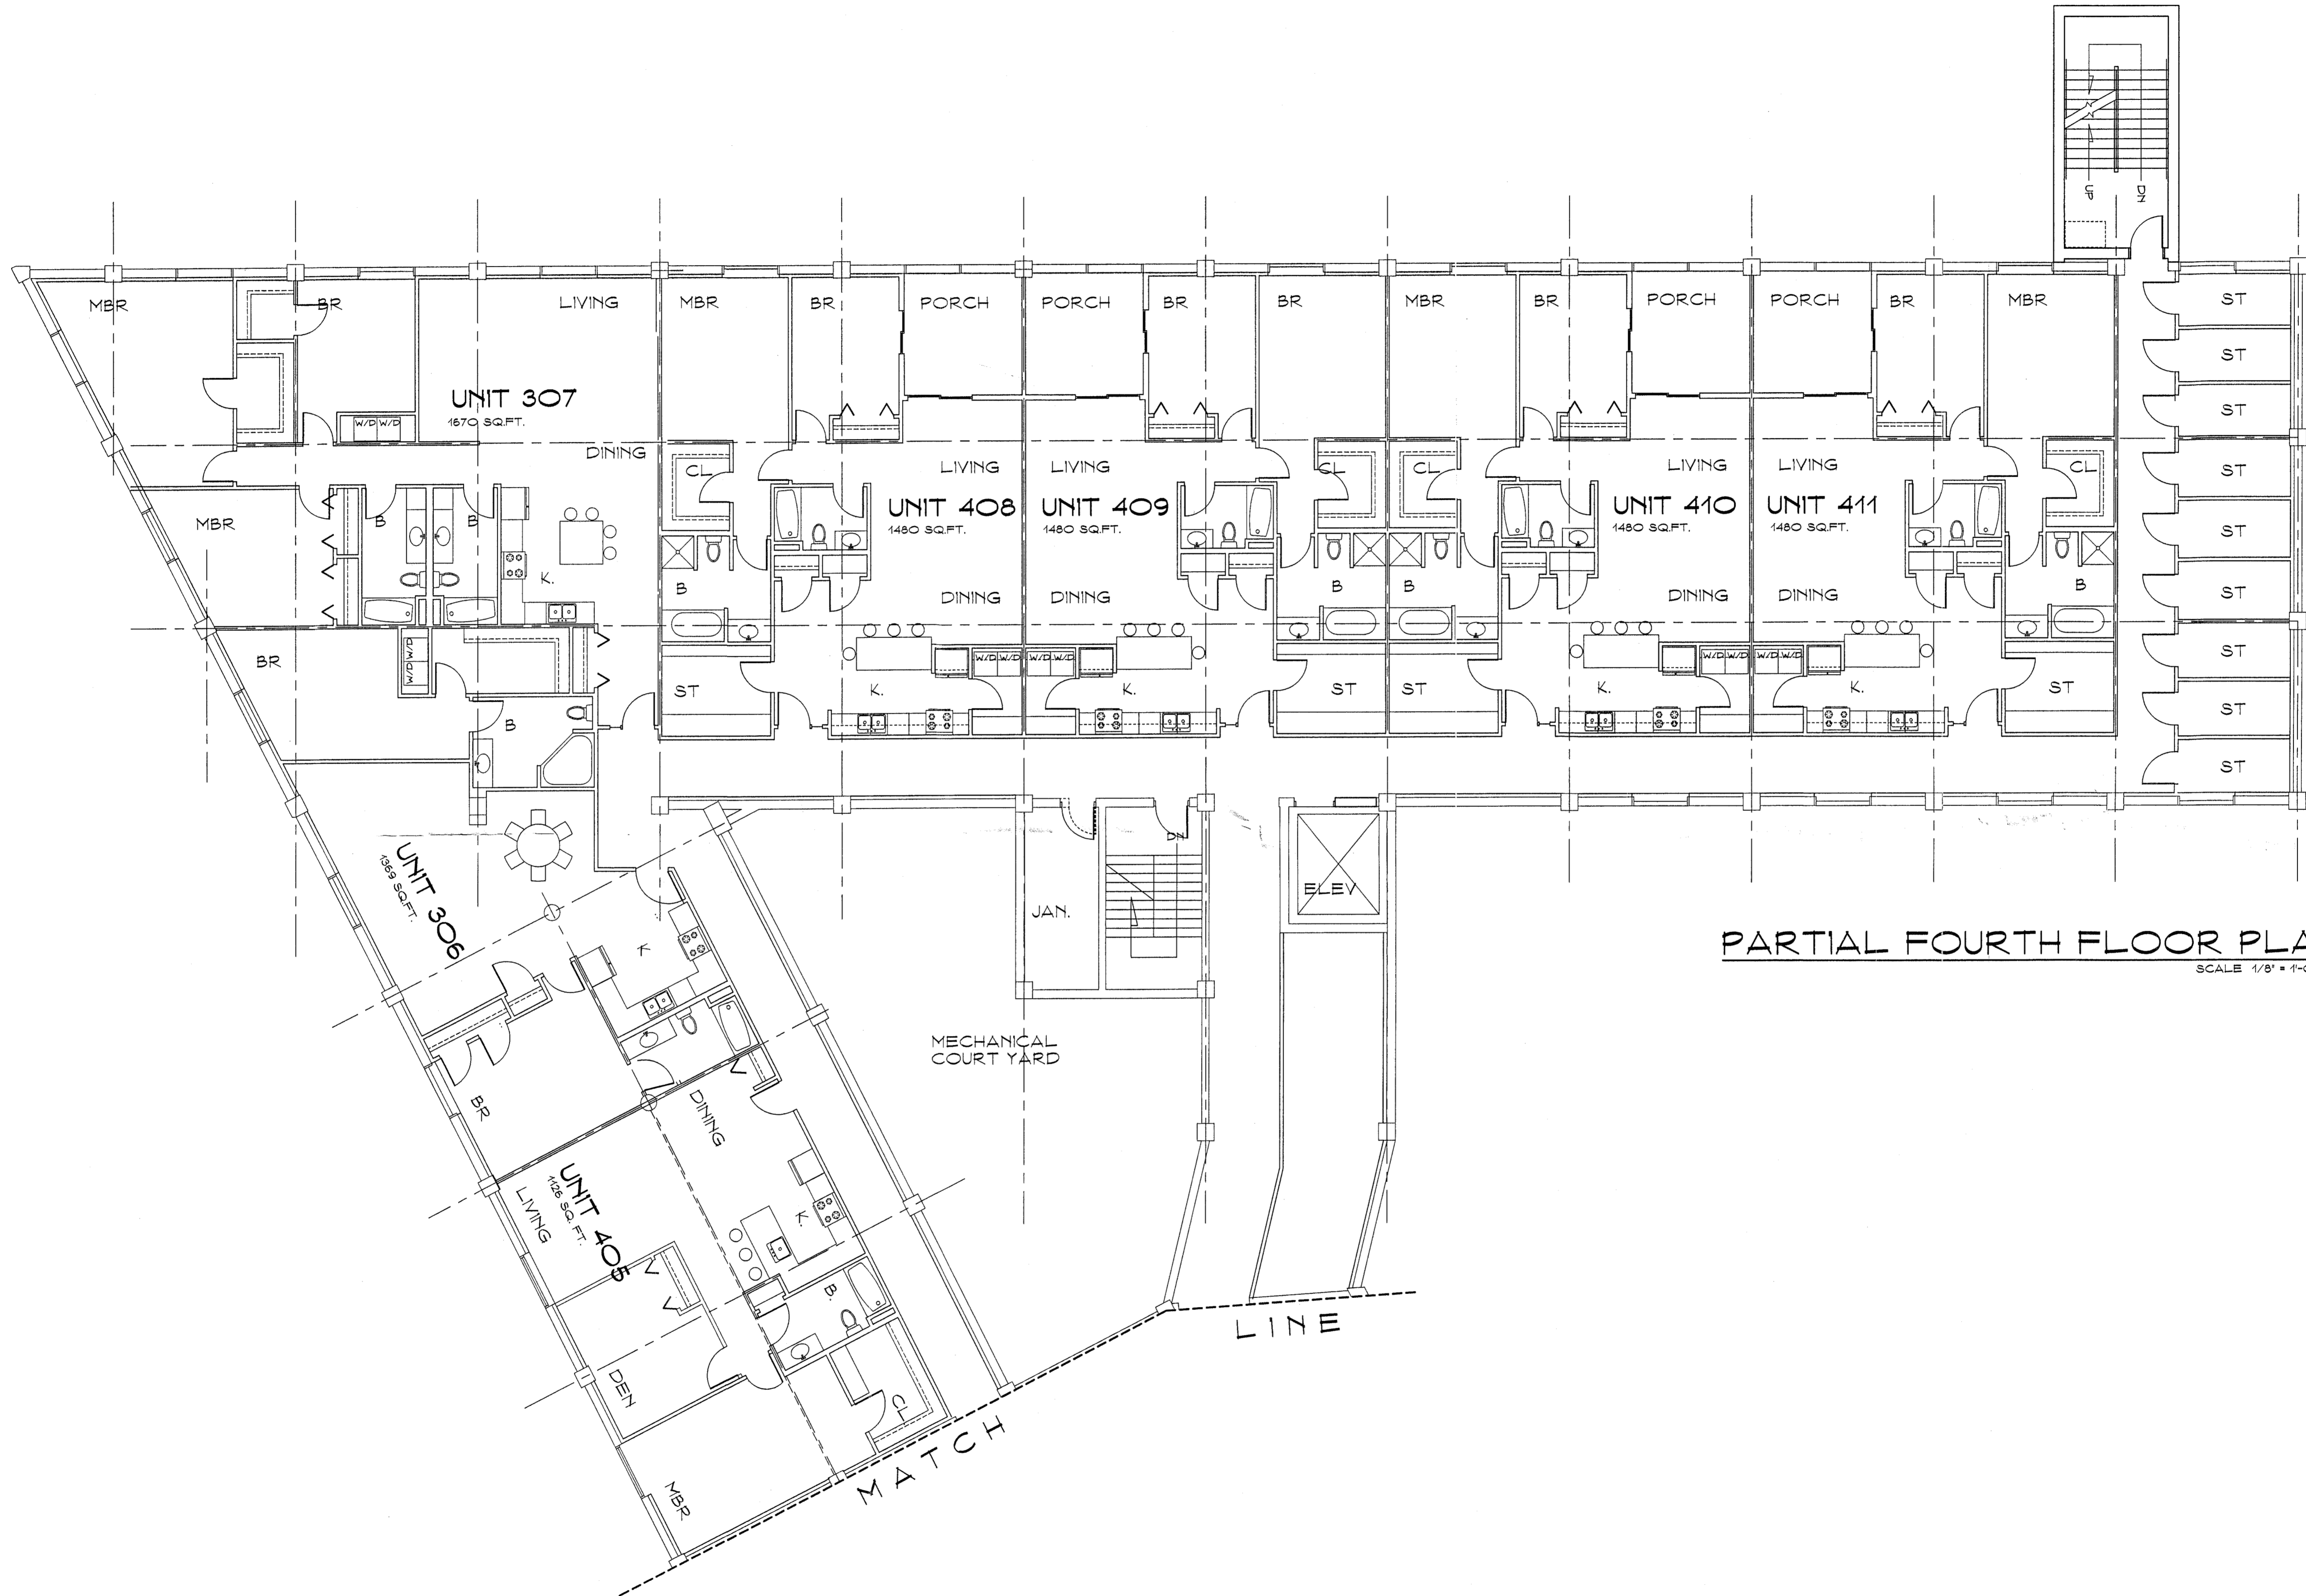 UP
DN
MBR
BR
LIVING
MBR
BR
PORCH
PORCH
BR
BR
MBR
BR
PORCH
PORCH
BR
MBR
ST
ST
ST
ST
ST
ST
ST
ST
ST
UNIT 307
1670 SQ.FT.
W/D W/D
DINING
MBR
B
B
K.
BR
W/D W/D
B
CL
LIVING
UNIT 408
1480 SQ.FT.
B
DINING
ST
K.
W/D W/D
LIVING
UNIT 409
1480 SQ.FT.
DINING
W/D W/D
K.
CL
B
ST
CL
B
ST
LIVING
UNIT 410
1480 SQ.FT.
DINING
W/D W/D
K.
LIVING
UNIT 411
1480 SQ.FT.
DINING
W/D W/D
K.
CL
B
ST
UNIT 306
1369 SQ.FT.
K
BR
JAN.
DN
ELEV
PARTIAL FOURTH FLOOR PLA
SCALE 1/8" = 1'-0
MECHANICAL
COURT YARD
DINING
UNIT 405
1126 SQ. FT.
LIVING
K.
B.
DEN
CL
MBR
MATCH
LINE